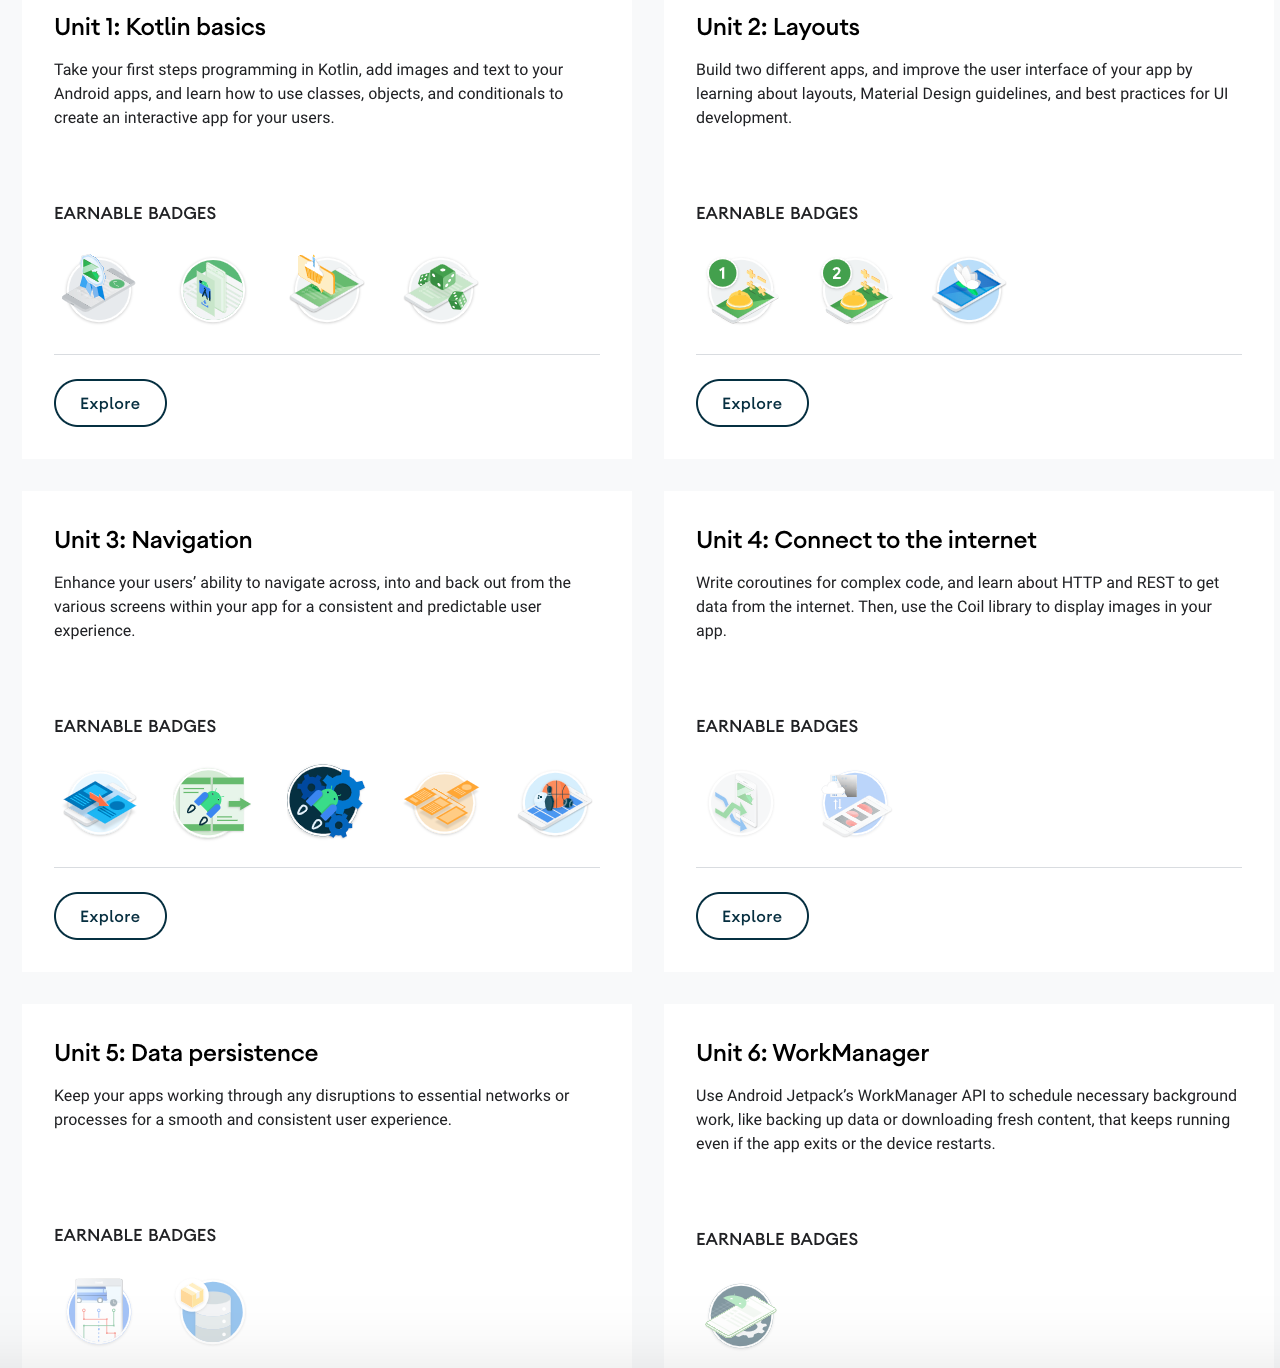 Unit 1: Kotlin basics
Take your first steps programming in Kotlin, add images and text to your
Android apps, and learn how to use classes, objects, and conditionals to
create an interactive app for your users.
EARNABLE BADGES
Explore
Unit 2: Layouts
Build two different apps, and improve the user interface of your app by
learning about layouts, Material Design guidelines, and best practices for UI
development.
EARNABLE BADGES
1
2
Explore
Unit 3: Navigation
Enhance your users’ ability to navigate across, into and back out from the
various screens within your app for a consistent and predictable user
experience.
EARNABLE BADGES
Explore
Unit 4: Connect to the internet
Write coroutines for complex code, and learn about HTTP and REST to get
data from the internet. Then, use the Coil library to display images in your
app.
EARNABLE BADGES
Explore
Unit 5: Data persistence
Keep your apps working through any disruptions to essential networks or
processes for a smooth and consistent user experience.
EARNABLE BADGES
Unit 6: WorkManager
Use Android Jetpack’s WorkManager API to schedule necessary background
work, like backing up data or downloading fresh content, that keeps running
even if the app exits or the device restarts.
EARNABLE BADGES